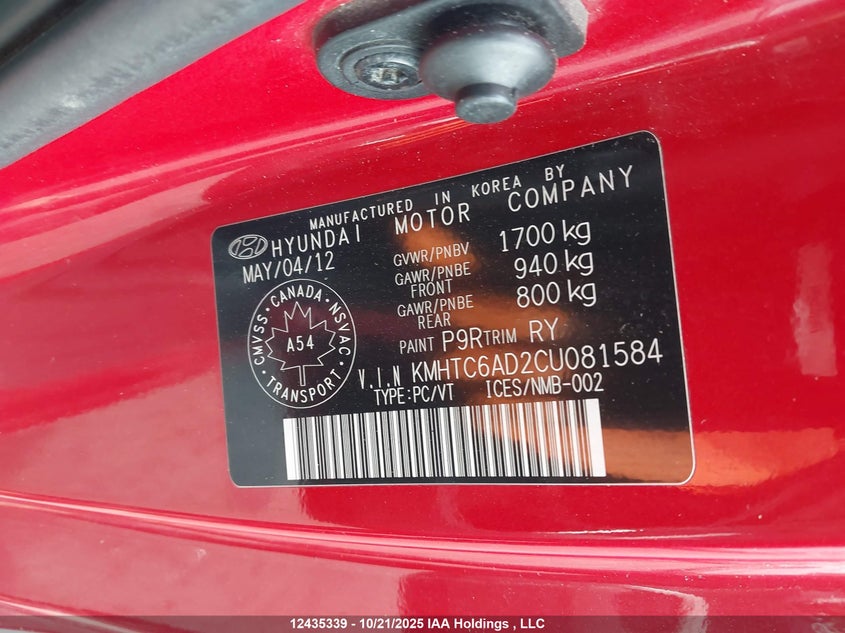 MANUFACTURED IN KOREA BY
HYUNDAI MOTOR COMPANY
MAY/04/12
GVWR/PNBV 1700 kg
GAWR/PNBE FRONT 940 kg
GAWR/PNBE REAR 800 kg
PAINT P9R TRIM RY
CMVSS · CANADA · NSVAC · TRANSPORT ·
A54
V.I.N KMHTC6AD2CU081584
TYPE:PC/VT ICES/NMB-002
12435339 - 10/21/2025 IAA Holdings , LLC